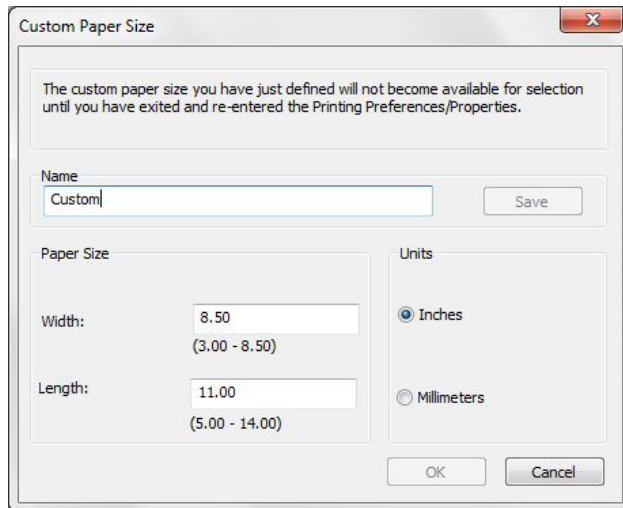 Custom Paper Size
The custom paper size you have just defined will not become available for selection
until you have exited and re-entered the Printing Preferences/Properties.
Name
Custom
Save
Paper Size
Width:
8.50
(3.00 - 8.50)
Length:
11.00
(5.00 - 14.00)
Units
Inches
Millimeters
OK
Cancel